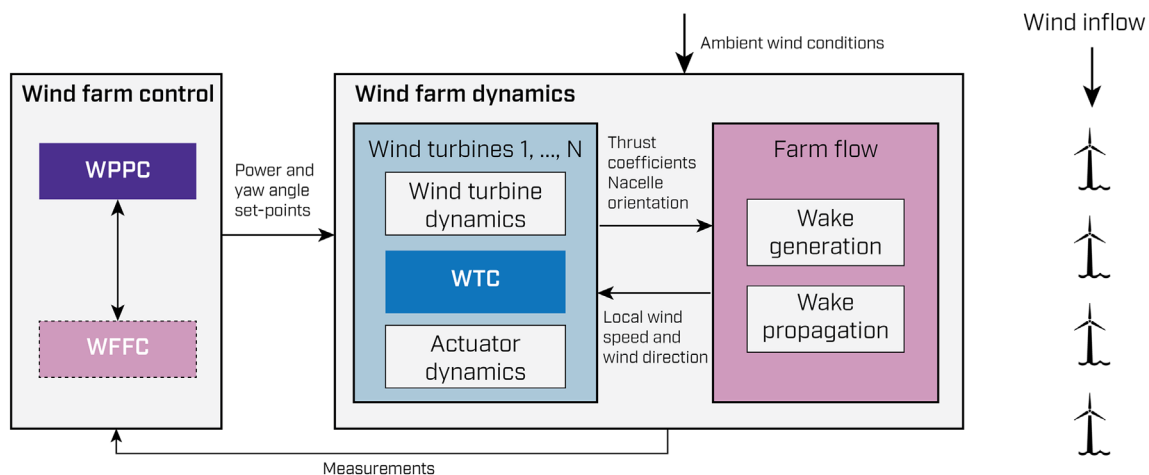 Wind inflow
Ambient wind conditions
Wind farm control
WPPC
WFFC
Power and
yaw angle
set-points
Wind farm dynamics
Wind turbines 1, ..., N
Wind turbine
dynamics
WTC
Actuator
dynamics
Thrust
coefficients
Nacelle
orientation
Local wind
speed and
wind direction
Farm flow
Wake
generation
Wake
propagation
Measurements